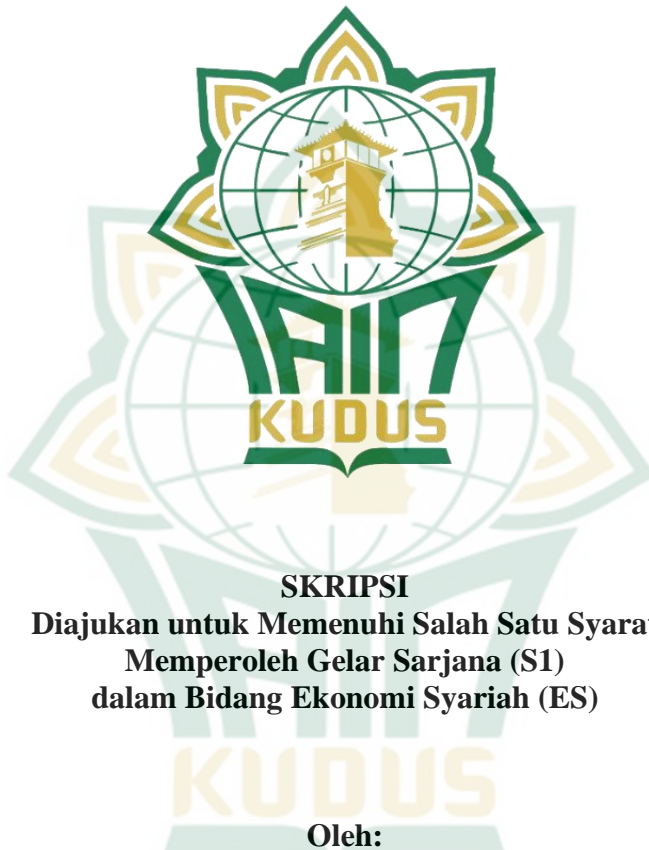 IAIN
KUDUS
SKRIPSI
Diajukan untuk Memenuhi Salah Satu Syarat
Memperoleh Gelar Sarjana (S1)
dalam Bidang Ekonomi Syariah (ES)
KUDUS
Oleh: